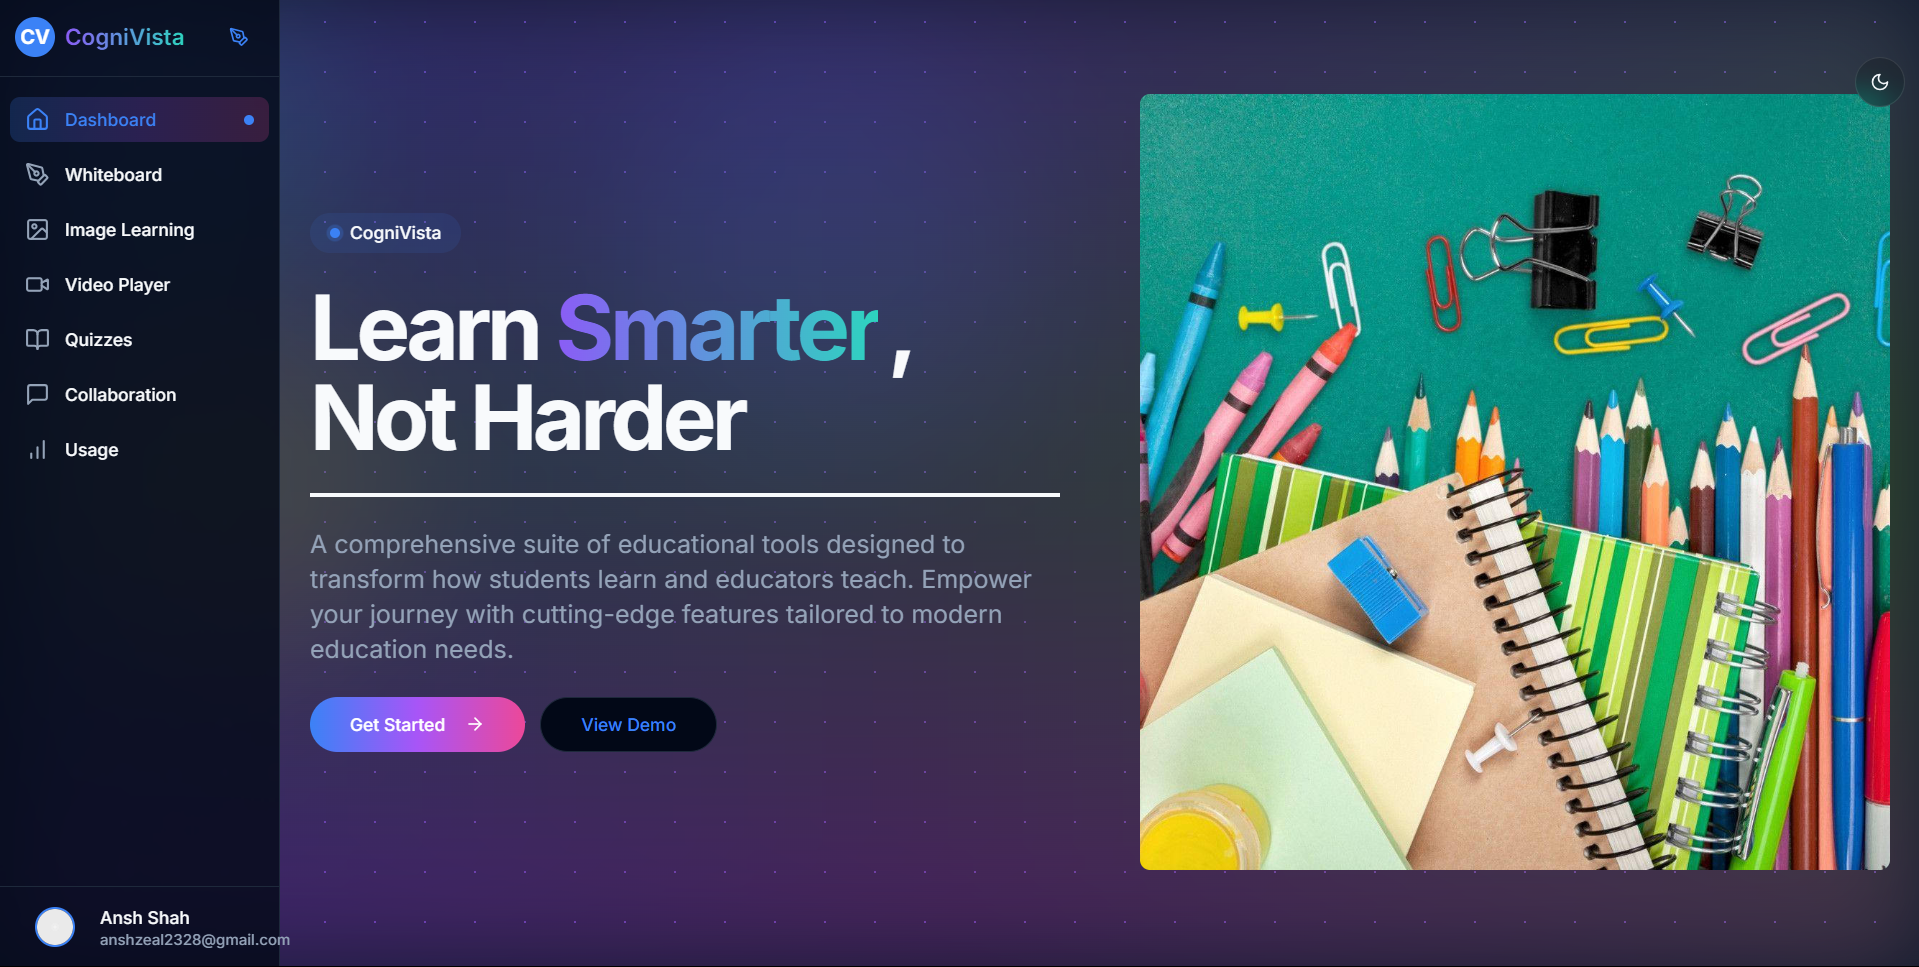 CV CogniVista
Dashboard
Whiteboard
Image Learning
Video Player
Quizzes
Collaboration
Usage
Ansh Shah
anshzeal2328@gmail.com
CogniVista
Learn Smarter ,
Not Harder
A comprehensive suite of educational tools designed to
transform how students learn and educators teach. Empower
your journey with cutting-edge features tailored to modern
education needs.
Get Started
View Demo